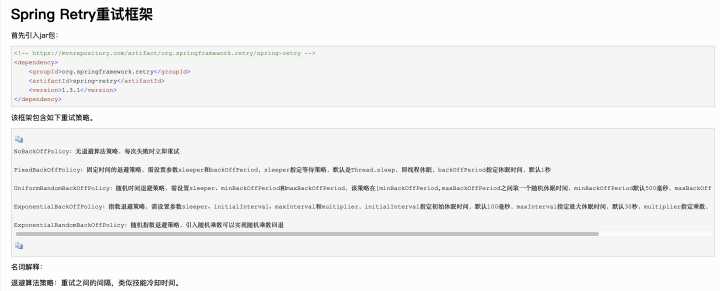 Spring Retry重试框架
首先引入jar包：
<!-- https://mvnrepository.com/artifact/org.springframework.retry/spring-retry -->
<dependency>
<groupId>org.springframework.retry</groupId>
<artifactId>spring-retry</artifactId>
<version>1.3.1</version>
</dependency>
该框架包含如下重试策略。
NoBackOffPolicy：无退避算法策略，每次失败时立即重试
FixedBackOffPolicy：固定时间的退避策略，需设置参数sleeper和backOffPeriod，sleeper指定等待策略，默认是Thread.sleep，即线程休眠，backOffPeriod指定休眠时间，默认1秒
UniformRandomBackOffPolicy：随机时间退避策略，需设置sleeper、minBackOffPeriod和maxBackOffPeriod，该策略在[minBackOffPeriod,maxBackOffPeriod之间取一个随机休眠时间，minBackOffPeriod默认500毫秒，maxBackOff
ExponentialBackOffPolicy：指数退避策略，需设置参数sleeper、initialInterval、maxInterval和multiplier，initialInterval指定初始休眠时间，默认100毫秒，maxInterval指定最大休眠时间，默认30秒，multiplier指定乘数，
ExponentialRandomBackOffPolicy：随机指数退避策略，引入随机乘数可以实现随机乘数回退
名词解释：
退避算法策略：重试之间的间隔，类似技能冷却时间。